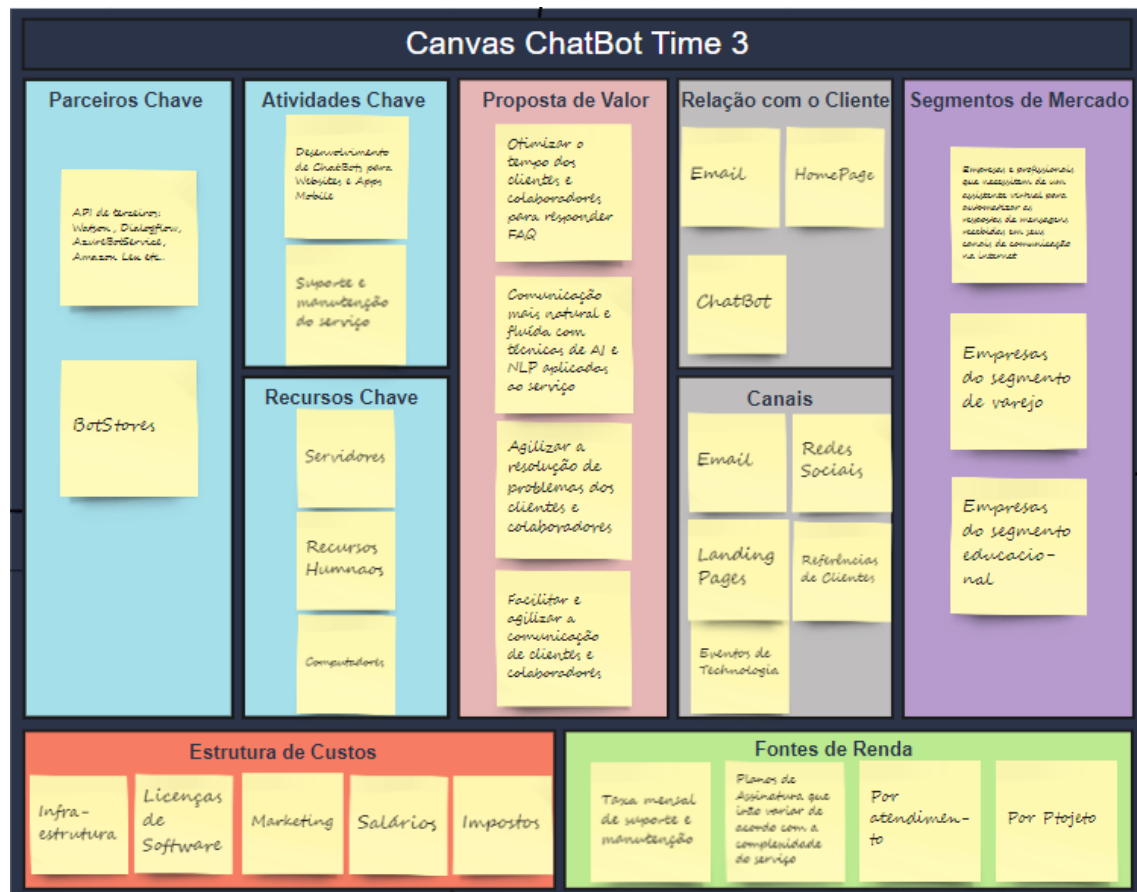 Canvas ChatBot Time 3
Parceiros Chave
API de terceiros:
Watson, Dialogflow,
AzureBotService,
Amazon Lex etc..
BotStores
Atividades Chave
Desenvolvimento
de ChatBots para
Websites e Apps
Mobile
Suporte e
manutenção
do serviço
Recursos Chave
Servidores
Recursos
Humnaos
Computadores
Proposta de Valor
Otimizar o
tempo dos
clientes e
colaboradores
para responder
FAQ
Comunicação
mais natural e
fluída com
técnicas de AI e
NLP aplicadas
ao serviço
Agilizar a
resolução de
problemas dos
clientes e
colaboradores
Facilitar e
agilizar a
comunicação
de clientes e
colaboradores
Relação com o Cliente
Email
HomePage
ChatBot
Canais
Email
Redes
Sociais
Landing
Pages
Referências
de Clientes
Eventos de
Technologia
Segmentos de Mercado
Empresas e profissionais
que necessitem de um
assistente virtual para
automatizar as
respostas de mensagens
recebidas em seus
canais de comunicação
na internet
Empresas
do segmento
de varejo
Empresas
do segmento
educacio-
nal
Estrutura de Custos
Infra-
estrutura
Licenças
de
Software
Marketing
Salários
Impostos
Fontes de Renda
Taxa mensal
de suporte e
manutenção
Planos de
Assinatura que
irão variar de
acordo com a
complexidade
do serviço
Por
atendimen-
to
Por Ptojeto